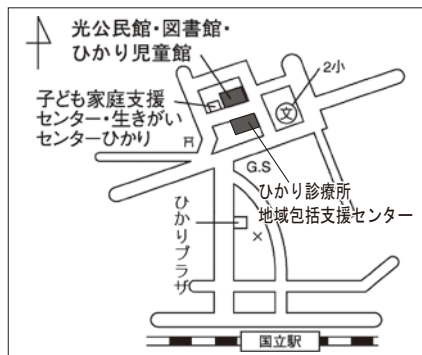 光公民館・図書館・
ひかり児童館
2小
文
子ども家庭支援
センター・生きがい
センターひかり
G.S
ひかり診療所
地域包括支援センター
ひかりプラザ
国立駅